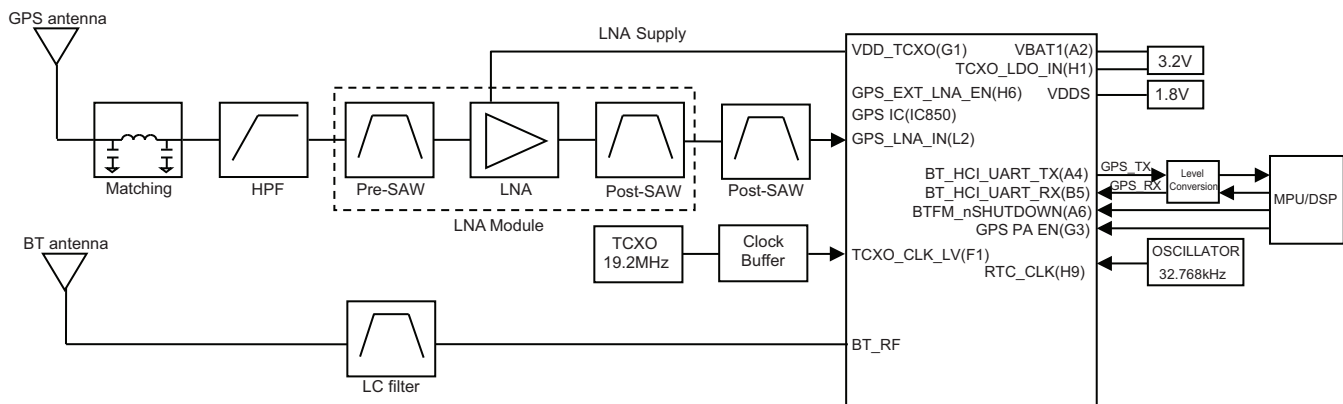 GPS antenna
LNA Supply
VDD_TCXO(G1)
VBAT1(A2)
3.2V
TCXO_LDO_IN(H1)
GPS_EXT_LNA_EN(H6)
VDDS
1.8V
GPS IC(IC850)
GPS_LNA_IN(L2)
Matching
HPF
Pre-SAW
LNA
Post-SAW
Post-SAW
LNA Module
BT_HCI_UART_TX(A4)
GPS_TX
Level
Conversion
MPU/DSP
BT_HCI_UART_RX(B5)
GPS_RX
BTFM_nSHUTDOWN(A6)
GPS PA EN(G3)
BT antenna
TCXO
19.2MHz
Clock
Buffer
TCXO_CLK_LV(F1)
RTC_CLK(H9)
OSCILLATOR
32.768kHz
BT_RF
LC filter